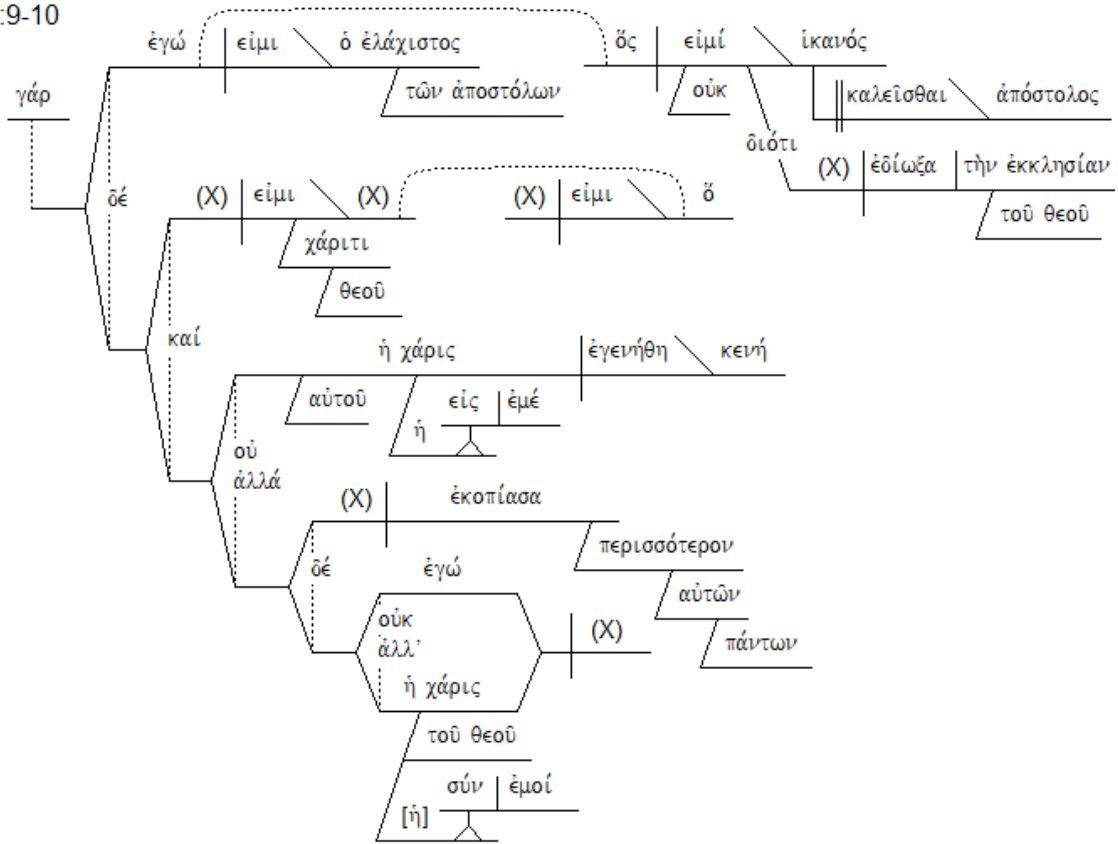 :9-10
ἐγώ εἰμι ὁ ἐλάχιστος ὅς εἰμί ἱκανός
γάρ τῶν ἀποστόλων οὐκ καλεῖσθαι ἀπόστολος
διότι
(X) ἐδίωξα τὴν ἐκκλησίαν
δέ (X) εἰμι (X) (X) εἰμι ὅ
τοῦ θεοῦ
χάριτι
θεοῦ
καί
ἡ χάρις ἐγενήθη κενή
αὐτοῦ εἰς ἐμέ
ἡ
οὐ
ἀλλά
(X) ἐκοπίασα
περισσότερον
δέ ἐγώ
αὐτῶν
οὐκ
(X)
ἀλλ’ πάντων
ἡ χάρις
τοῦ θεοῦ
σύν ἐμοί
[ἡ]